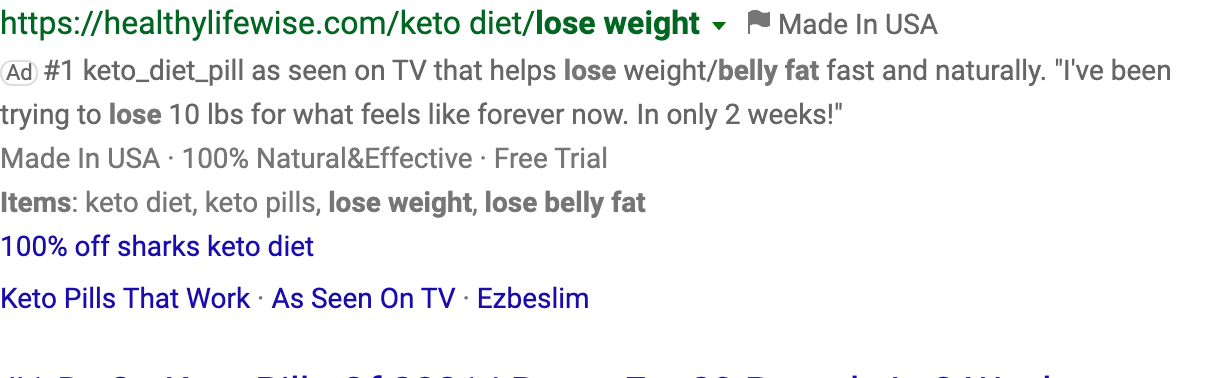 https://healthylifewise.com/keto diet/lose weight Made In USA
Ad #1 keto_diet_pill as seen on TV that helps lose weight/belly fat fast and naturally. "I've been
trying to lose 10 lbs for what feels like forever now. In only 2 weeks!"
Made In USA · 100% Natural&Effective · Free Trial
Items: keto diet, keto pills, lose weight, lose belly fat
100% off sharks keto diet
Keto Pills That Work · As Seen On TV · Ezbeslim